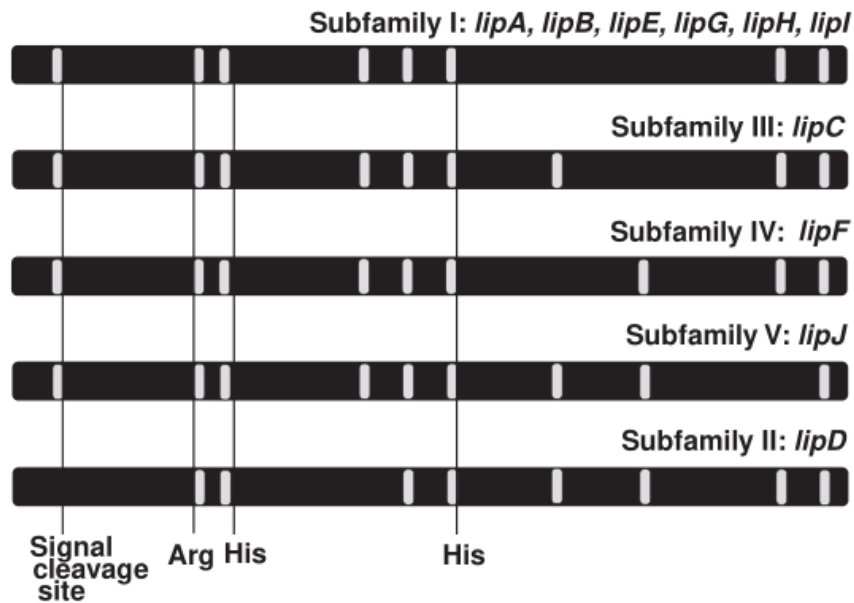 Subfamily I: lipA, lipB, lipE, lipG, lipH, lipI
Subfamily III: lipC
Subfamily IV: lipF
Subfamily V: lipJ
Subfamily II: lipD
Signal
cleavage
site
Arg
His
His